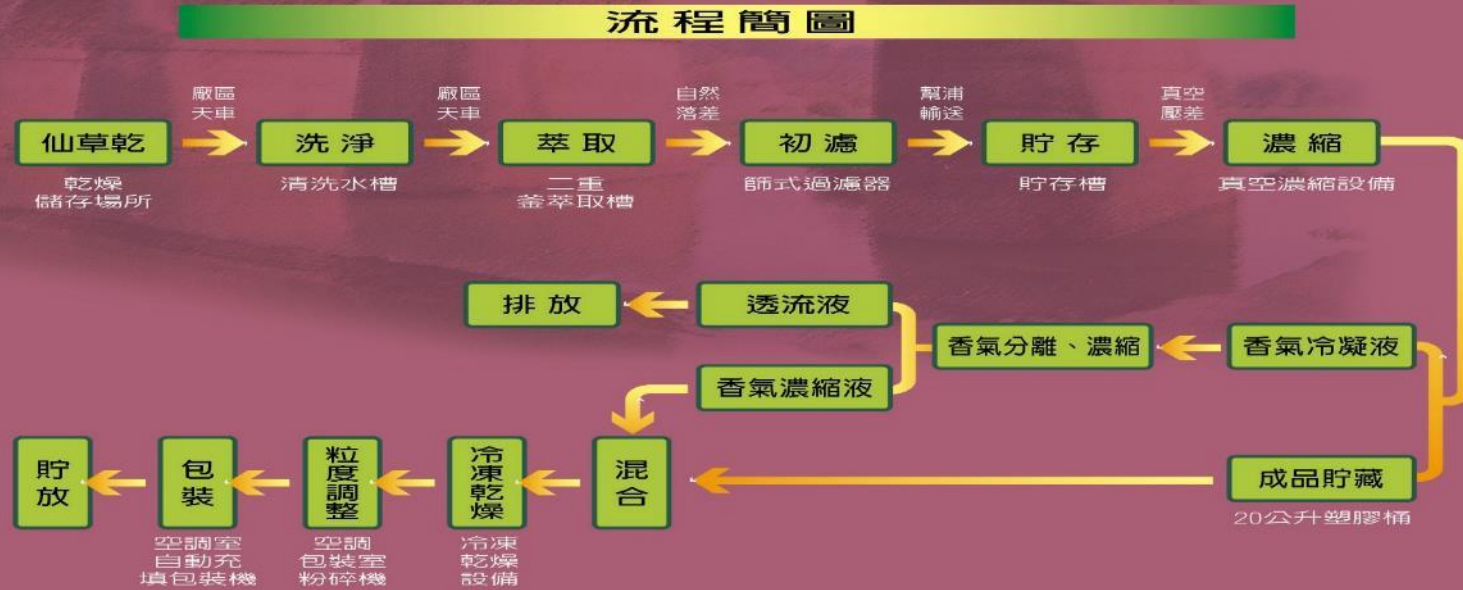 流程簡圖
廠區
天車
廠區
天車
自然
落差
幫浦
輸送
真空
壓差
仙草乾
洗淨
萃取
初濾
貯存
濃縮
乾燥
儲存場所
清洗水槽
二重
釜萃取槽
篩式過濾器
貯存槽
真空濃縮設備
排放
透流液
香氣分離、濃縮
香氣冷凝液
香氣濃縮液
貯放
包裝
粒度調整
冷凍乾燥
混合
成品貯藏
20公升塑膠桶
空調室
自動充
填包裝機
空調
包裝室
粉碎機
冷凍
乾燥
設備